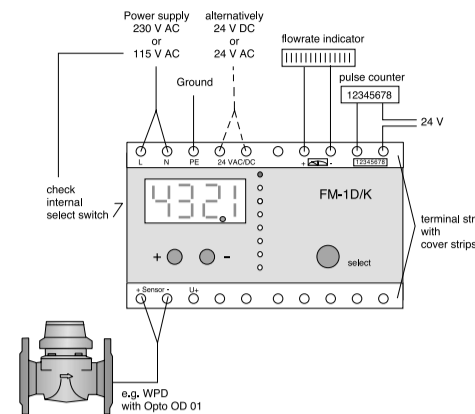 Power supply
230 V AC
or
115 V AC
alternatively
24 V DC
or
24 V AC
flowrate indicator
pulse counter
12345678
24 V
Ground
L N PE 24 VAC/DC + - 12345678
check
internal
select switch
432.1
FM-1D/K
+ -
select
terminal str
with
cover strips
+ Sensor - U+
e.g. WPD
with Opto OD 01